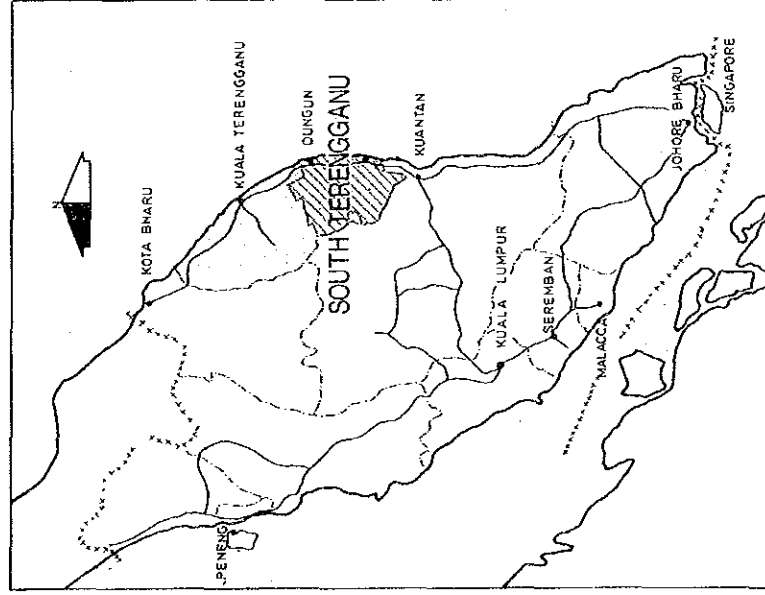 N
KOTA BHARU
KUALA TERENGGANU
DUNGUN
SOUTH TERENGGANU
KUANTAN
PENENG
KUALA LUMPUR
SEREMBAN
MALACCA
JOHORE BHARU
SINGAPORE